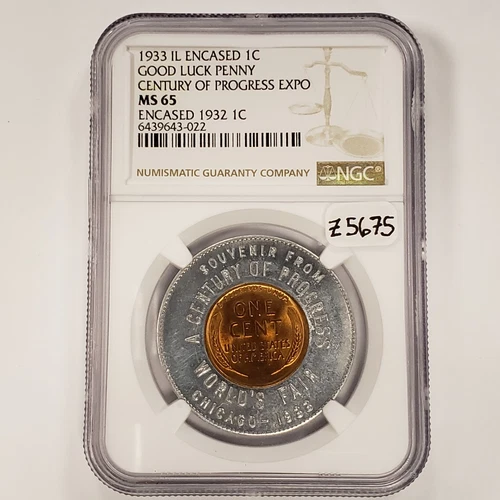 1933 IL ENCASED 1C
GOOD LUCK PENNY
CENTURY OF PROGRESS EXPO
MS 65
ENCASED 1932 1C
6439643-022
NUMISMATIC GUARANTY COMPANY
NGC
Z5675
SOUVENIR FROM
A CENTURY OF PROGRESS
ONE
CENT
UNITED STATES
OF AMERICA
WORLD'S FAIR
CHICAGO-1933